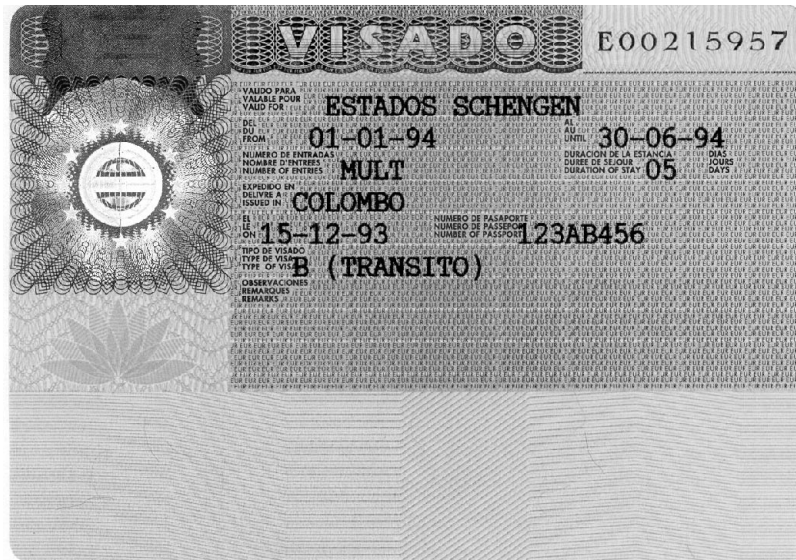 VISADO
E00215957
VALIDO PARA
VALABLE POUR
VALID FOR
ESTADOS SCHENGEN
DEL
DU
FROM
01-01-94
AL
AU
UNTIL
30-06-94
NUMERO DE ENTRADAS
NOMBRE D'ENTREES
NUMBER OF ENTRIES
MULT
DURACION DE LA ESTANCIA
DUREE DE SEJOUR
DURATION OF STAY
05
DIAS
JOURS
DAYS
EXPEDIDO EN
DELIVRE A
ISSUED IN
COLOMBO
EL
LE
ON
15-12-93
NUMERO DE PASAPORTE
NUMERO DE PASSEPORT
NUMBER OF PASSPORT
123AB456
TIPO DE VISADO
TYPE DE VISA
TYPE OF VISA
B (TRANSITO)
OBSERVACIONES
REMARQUES
REMARKS